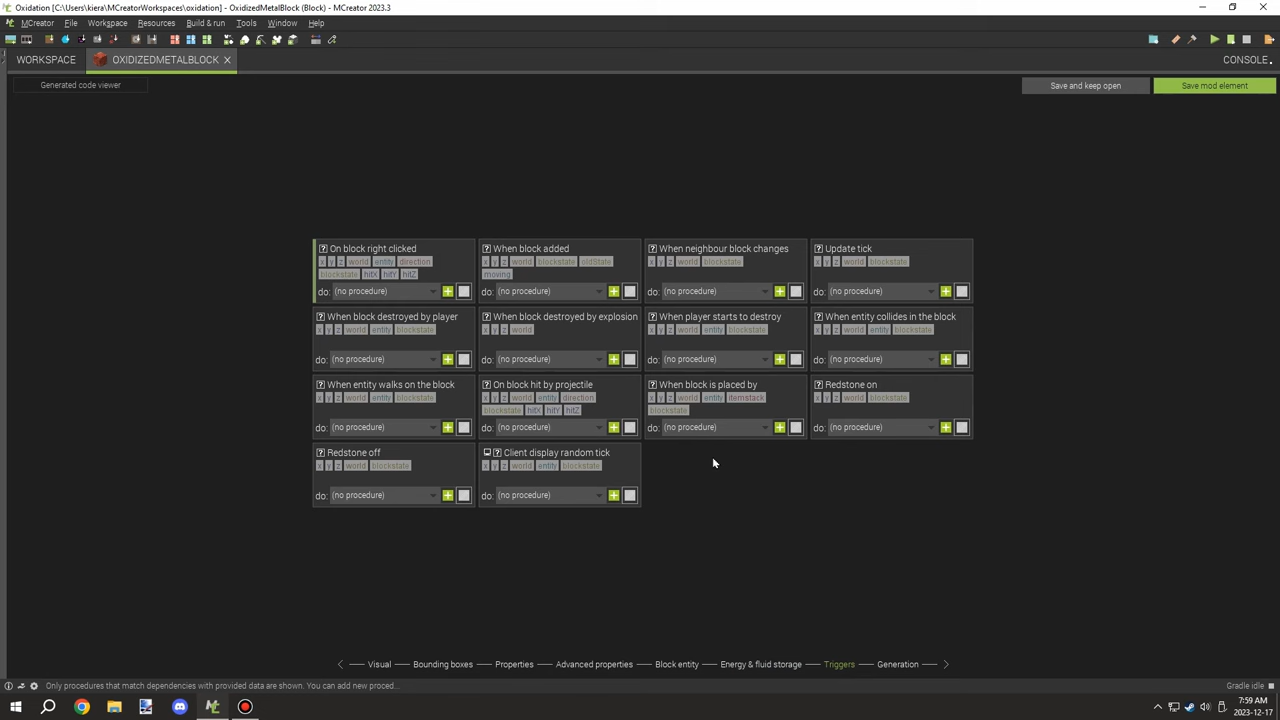 Oxidation [C:\Users\kiera\MCreatorWorkspaces\oxidation] - OxidizedMetalBlock (Block) - MCreator 2023.3
MCreator File Workspace Resources Build & run Tools Window Help
WORKSPACE OXIDIZEDMETALBLOCK CONSOLE
Generated code viewer Save and keep open Save mod element
On block right clicked When block added When neighbour block changes Update tick
x y z world entity direction x y z world blockstate oldState x y z world blockstate x y z world blockstate
blockstate hitX hitY hitZ moving
do: (no procedure) do: (no procedure) do: (no procedure) do: (no procedure)
When block destroyed by player When block destroyed by explosion When player starts to destroy When entity collides in the block
x y z world entity blockstate x y z world x y z world entity blockstate x y z world entity blockstate
do: (no procedure) do: (no procedure) do: (no procedure) do: (no procedure)
When entity walks on the block On block hit by projectile When block is placed by Redstone on
x y z world entity blockstate x y z world entity direction x y z world entity itemstack x y z world blockstate
blockstate hitX hitY hitZ blockstate
do: (no procedure) do: (no procedure) do: (no procedure) do: (no procedure)
Redstone off Client display random tick
x y z world blockstate x y z world entity blockstate
do: (no procedure) do: (no procedure)
Visual Bounding boxes Properties Advanced properties Block entity Energy & fluid storage Triggers Generation
Only procedures that match dependencies with provided data are shown. You can add new proced... Gradle idle
7:59 AM
2023-12-17